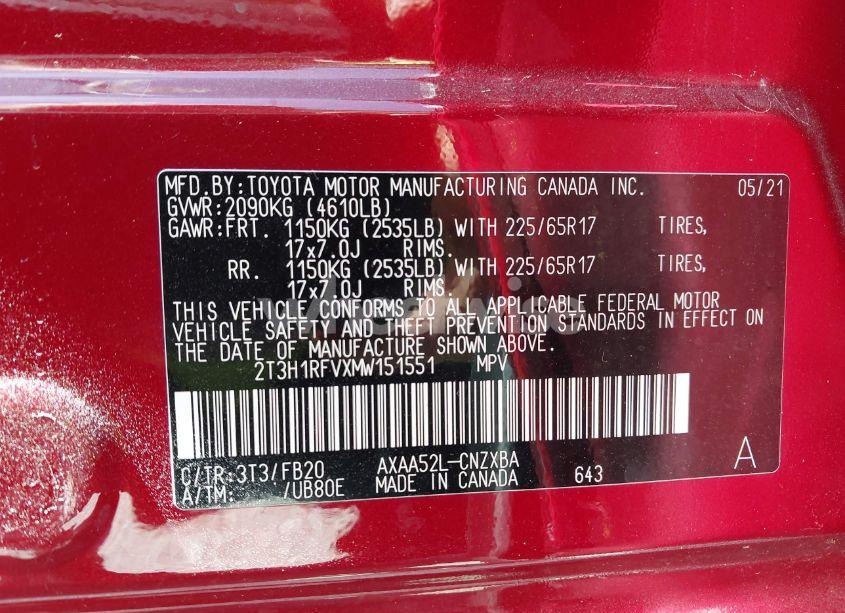 MFD.BY:TOYOTA MOTOR MANUFACTURING CANADA INC. 05/21
GVWR:2090KG (4610LB)
GAWR:FRT. 1150KG (2535LB) WITH 225/65R17 TIRES,
17x7.0J RIMS.
RR. 1150KG (2535LB) WITH 225/65R17 TIRES,
17x7.0J RIMS.
THIS VEHICLE CONFORMS TO ALL APPLICABLE FEDERAL MOTOR
VEHICLE SAFETY AND THEFT PREVENTION STANDARDS IN EFFECT ON
THE DATE OF MANUFACTURE SHOWN ABOVE.
2T3H1RFVXMW151551 MPV
C/TR:3T3/FB20 AXAA52L-CNZXBA
A/TM: /UB80E MADE IN CANADA 643 A